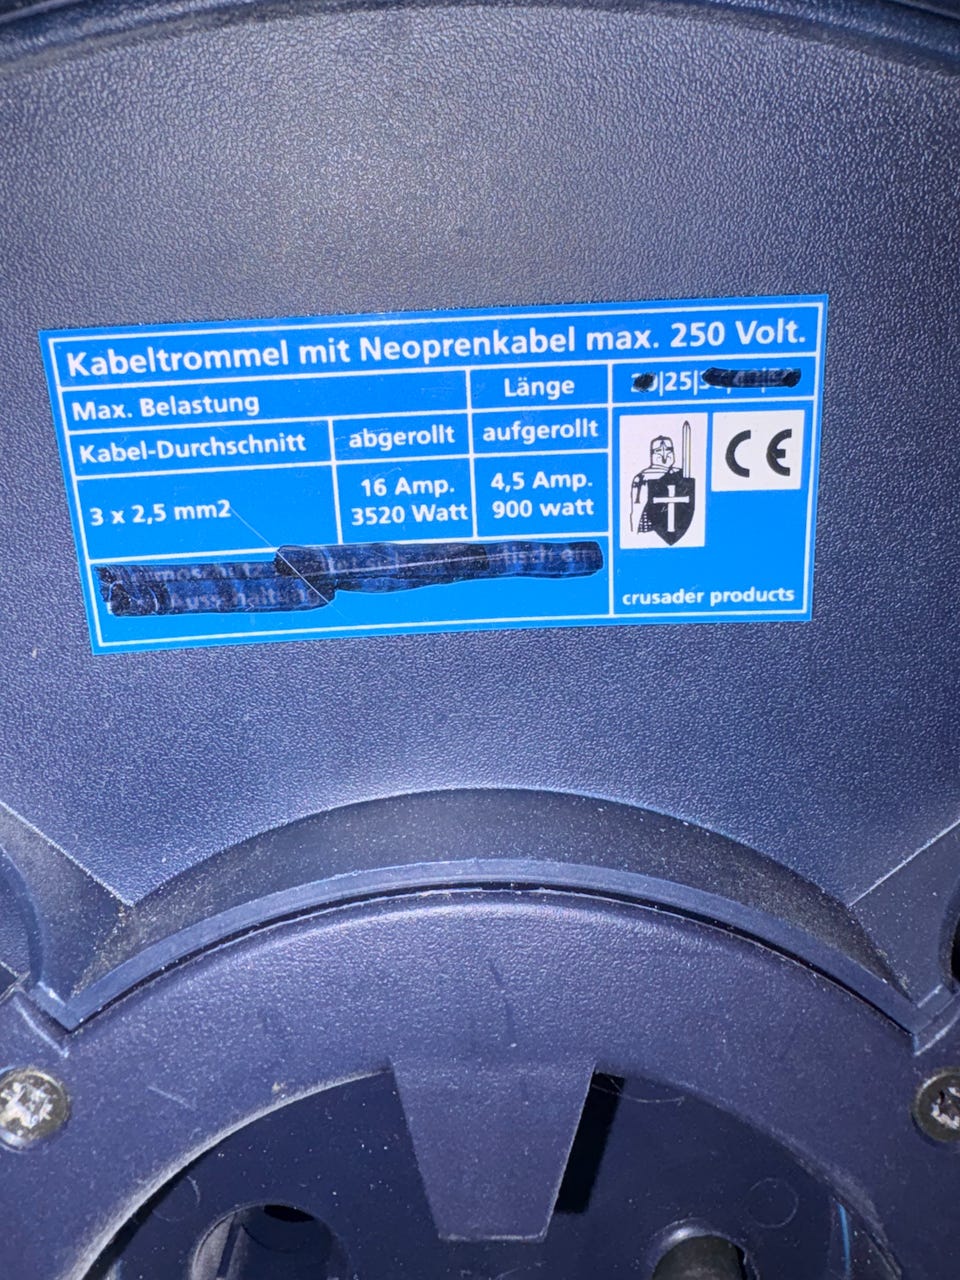 Kabeltrommel mit Neoprenkabel max. 250 Volt.
Max. Belastung
Länge
|25|
Kabel-Durchschnitt
abgerollt
aufgerollt
3 x 2,5 mm2
16 Amp.
3520 Watt
4,5 Amp.
900 watt
CE
crusader products